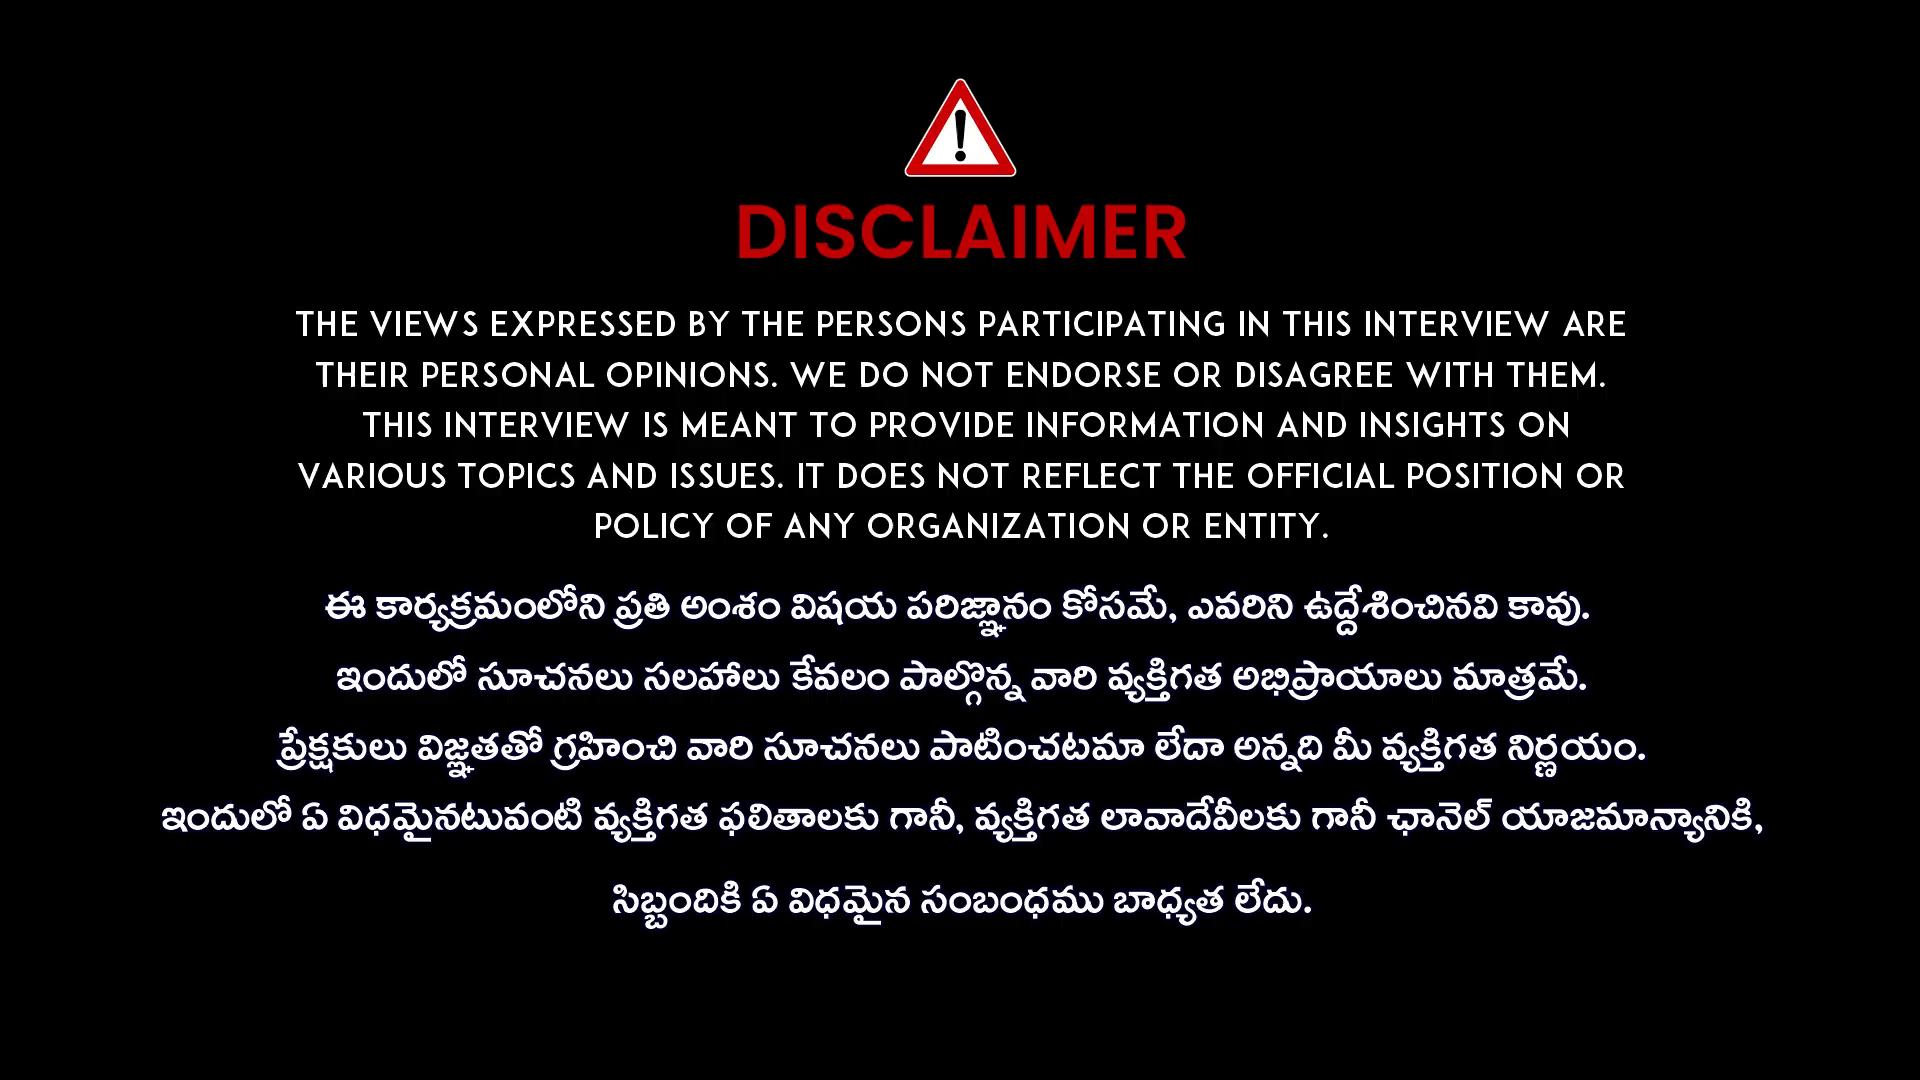 DISCLAIMER
THE VIEWS EXPRESSED BY THE PERSONS PARTICIPATING IN THIS INTERVIEW ARE
THEIR PERSONAL OPINIONS. WE DO NOT ENDORSE OR DISAGREE WITH THEM.
THIS INTERVIEW IS MEANT TO PROVIDE INFORMATION AND INSIGHTS ON
VARIOUS TOPICS AND ISSUES. IT DOES NOT REFLECT THE OFFICIAL POSITION OR
POLICY OF ANY ORGANIZATION OR ENTITY.
ఈ కార్యక్రమంలోని ప్రతి అంశం విషయ పరిజ్ఞానం కోసమే, ఎవరిని ఉద్దేశించినవి కావు.
ఇందులో సూచనలు సలహాలు కేవలం పాల్గొన్న వారి వ్యక్తిగత అభిప్రాయాలు మాత్రమే.
ప్రేక్షకులు విజ్ఞతతో గ్రహించి వారి సూచనలు పాటించటమా లేదా అన్నది మీ వ్యక్తిగత నిర్ణయం.
ఇందులో ఏ విధమైనటువంటి వ్యక్తిగత ఫలితాలకు గానీ, వ్యక్తిగత లావాదేవీలకు గానీ ఛానెల్ యాజమాన్యానికి,
సిబ్బందికి ఏ విధమైన సంబంధము బాధ్యత లేదు.